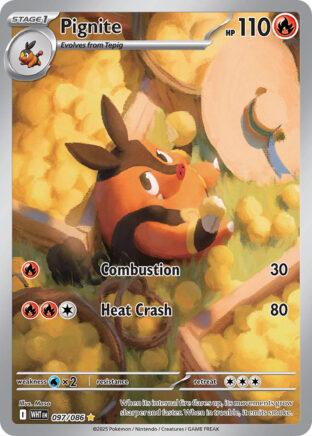 STAGE 1
Pignite
HP 110
Evolves from Tepig
Combustion 30
Heat Crash 80
weakness ×2 resistance retreat
Illus. Mosu
I WHT EN 097/086
When its internal fire flares up, its movements grow
sharper and faster. When in trouble, it emits smoke.
©2025 Pokémon / Nintendo / Creatures / GAME FREAK